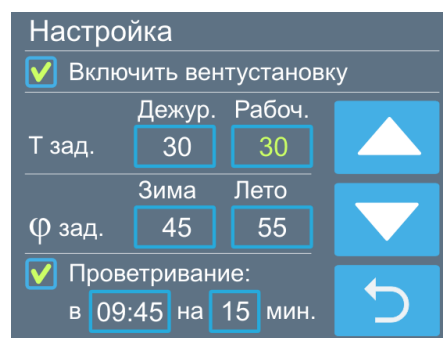 Настройка
Включить вентустановку
Дежур. Рабоч.
T зад. 30 30
Зима Лето
φ зад. 45 55
Проветривание:
в 09:45 на 15 мин.